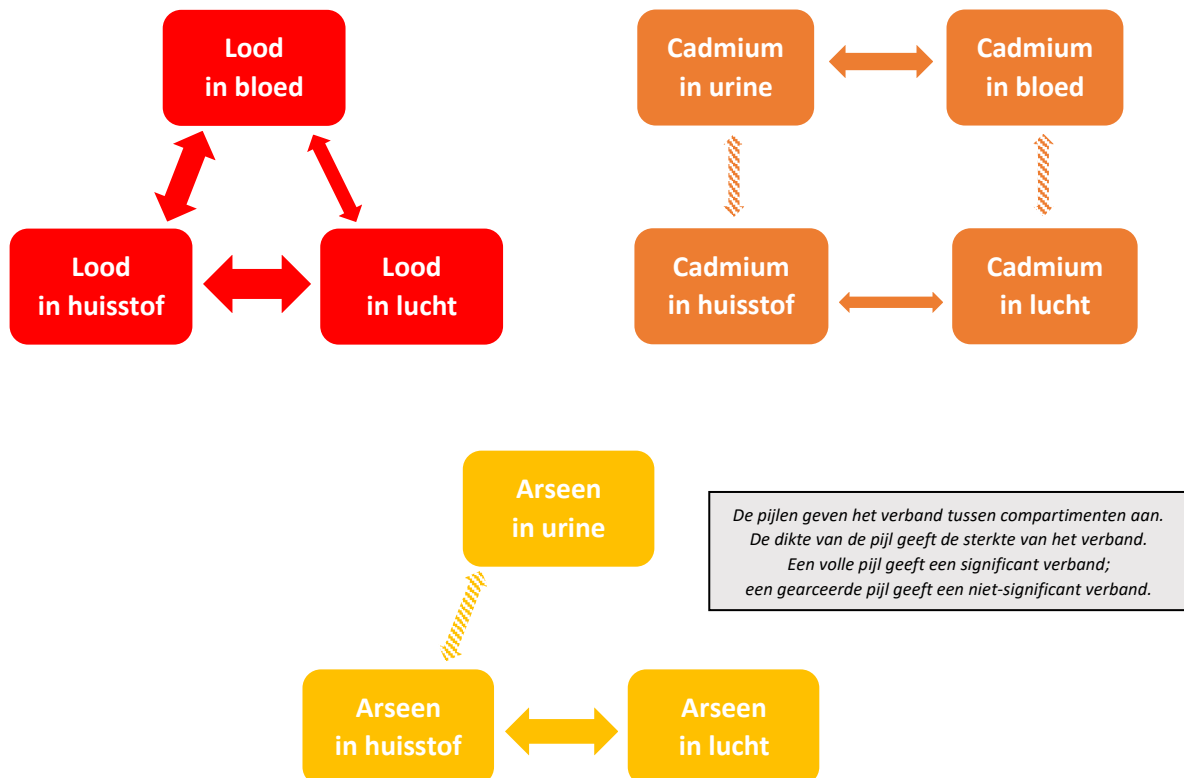 Lood
in bloed
Lood
in huisstof
Lood
in lucht
Cadmium
in urine
Cadmium
in bloed
Cadmium
in huisstof
Cadmium
in lucht
Arseen
in urine
De pijlen geven het verband tussen compartimenten aan.
De dikte van de pijl geeft de sterkte van het verband.
Een volle pijl geeft een significant verband;
een gearceerde pijl geeft een niet-significant verband.
Arseen
in huisstof
Arseen
in lucht